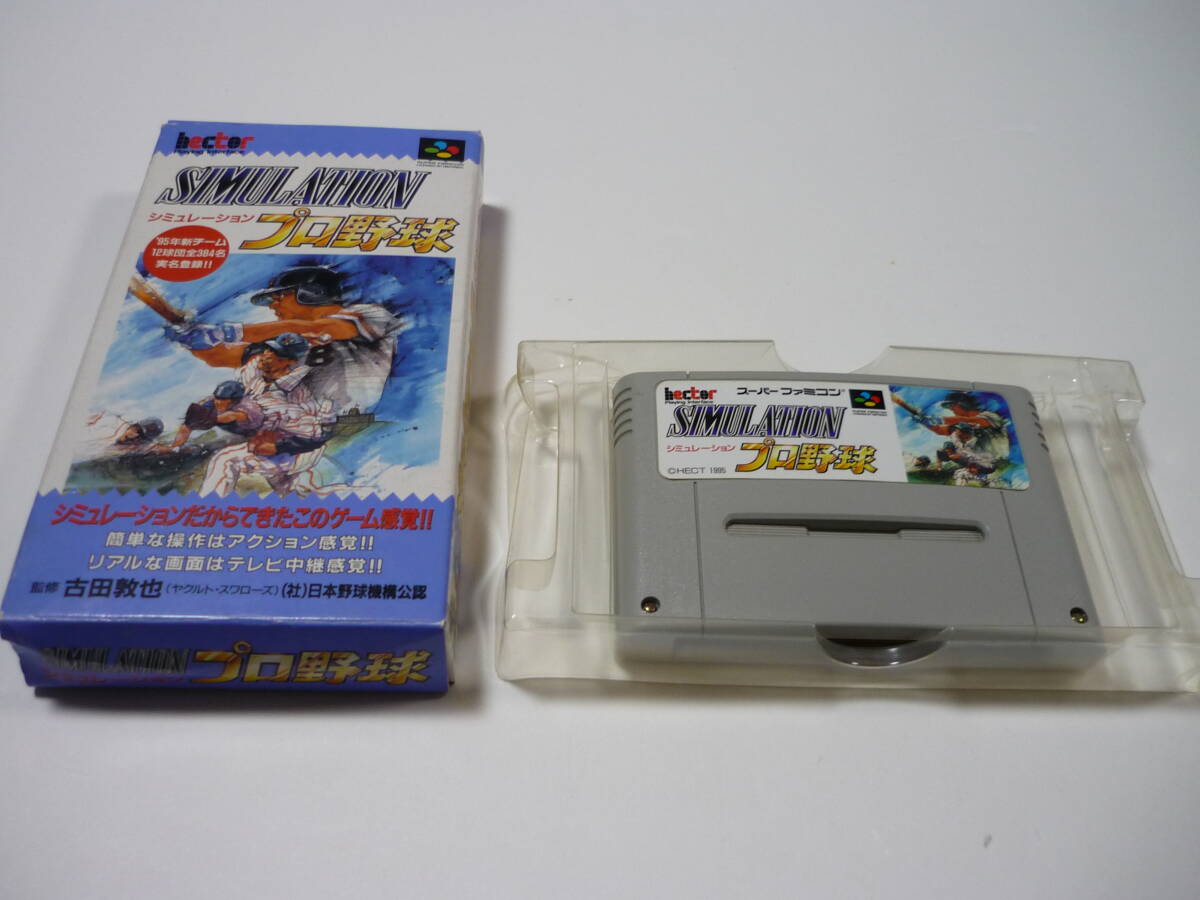 hector
Playing Interface
SIMULATION
シミュレーション
プロ野球
'95年新チーム
12球団全384名
実名登録!!
8
シミュレーションだからできたこのゲーム感覚!!
簡単な操作はアクション感覚!!
リアルな画面はテレビ中継感覚!!
監修 古田敦也(ヤクルト・スワローズ) (社)日本野球機構公認
SIMULATION プロ野球
hector
Playing Interface
スーパーファミコン
SIMULATION
シミュレーション
プロ野球
©HECT 1995